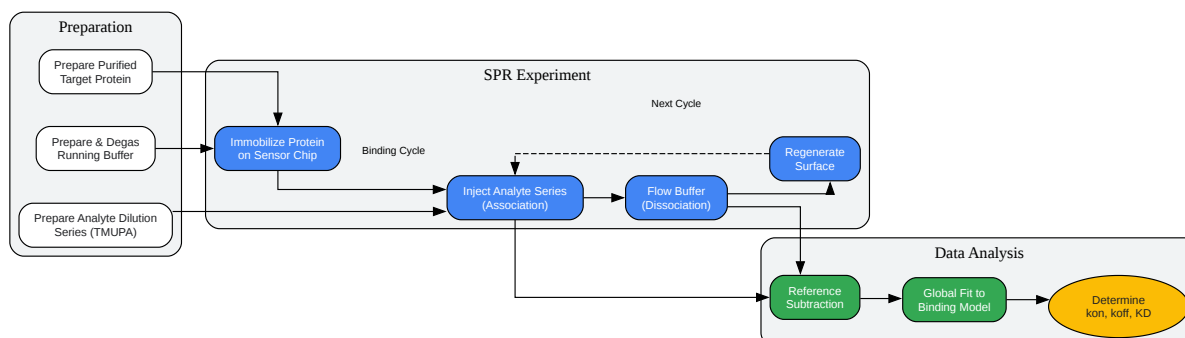 Preparation
Prepare Purified
Target Protein
Prepare & Degas
Running Buffer
Prepare Analyte Dilution
Series (TMUPA)
SPR Experiment
Next Cycle
Immobilize Protein
on Sensor Chip
Binding Cycle
Regenerate
Surface
Inject Analyte Series
(Association)
Flow Buffer
(Dissociation)
Data Analysis
Reference
Subtraction
Global Fit to
Binding Model
Determine
kon, koff, KD